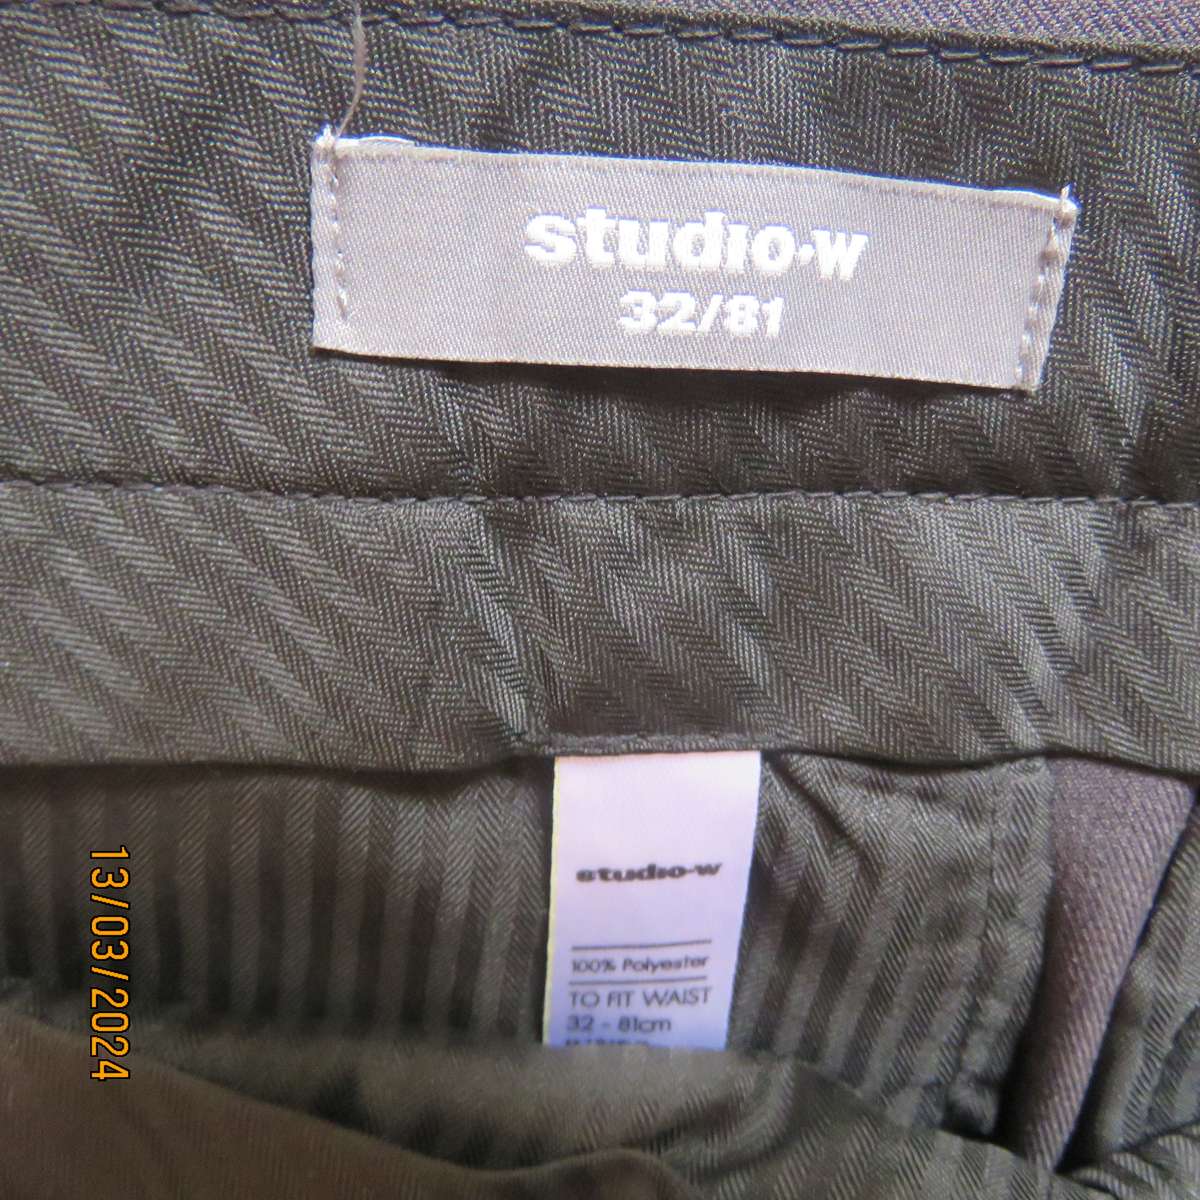 studio·w
32/81
studio·w
100% Polyester
TO FIT WAIST
32 - 81cm
13/03/2024